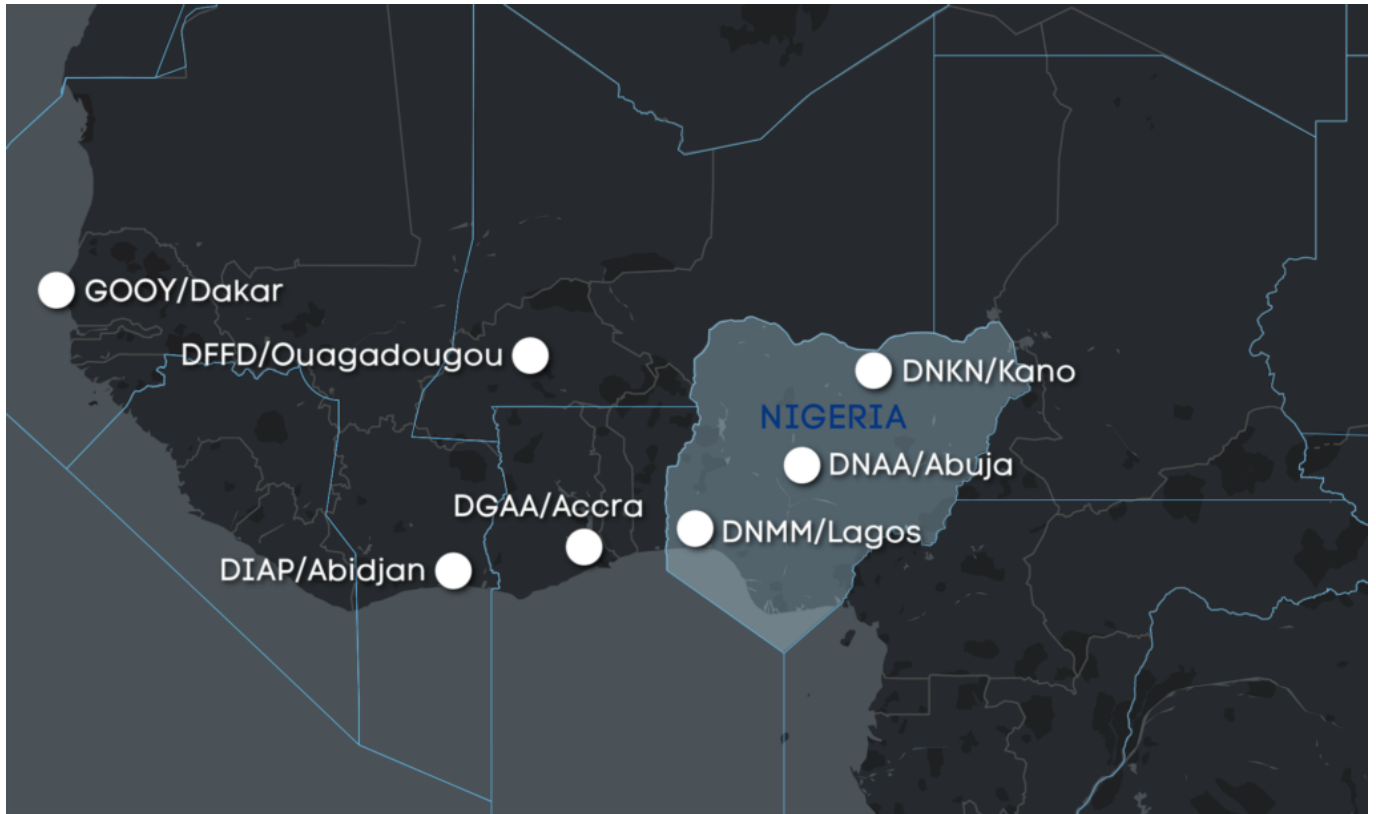 GOOY/Dakar
DFFD/Ouagadougou
DNKN/Kano
NIGERIA
DNAA/Abuja
DGAA/Accra
DNMM/Lagos
DIAP/Abidjan